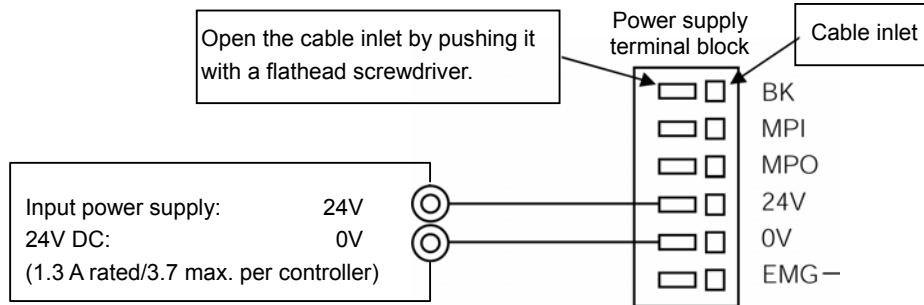 Open the cable inlet by pushing it
with a flathead screwdriver.
Power supply
terminal block
Cable inlet
BK
MPI
MPO
24V
0V
EMG－
Input power supply: 24V
24V DC: 0V
(1.3 A rated/3.7 max. per controller)